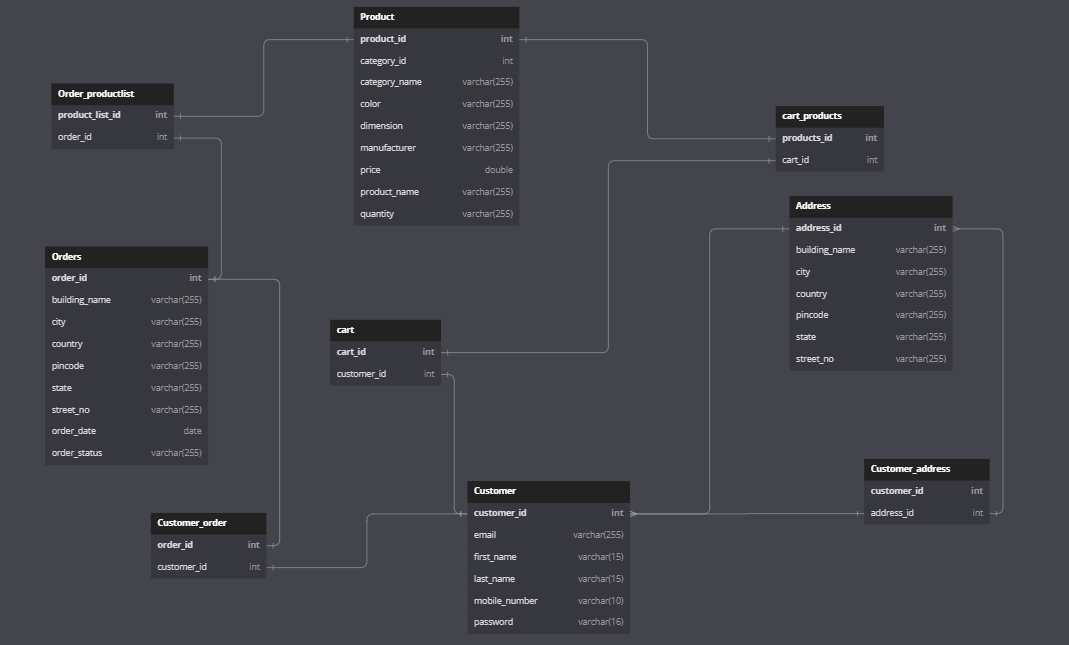 Product
product_id int
category_id int
category_name varchar(255)
color varchar(255)
dimension varchar(255)
manufacturer varchar(255)
price double
product_name varchar(255)
quantity varchar(255)
Order_productlist
product_list_id int
order_id int
cart_products
products_id int
cart_id int
Address
address_id int
building_name varchar(255)
city varchar(255)
country varchar(255)
pincode varchar(255)
state varchar(255)
street_no varchar(255)
Orders
order_id int
building_name varchar(255)
city varchar(255)
country varchar(255)
pincode varchar(255)
state varchar(255)
street_no varchar(255)
order_date date
order_status varchar(255)
cart
cart_id int
customer_id int
Customer_address
customer_id int
address_id int
Customer
customer_id int
email varchar(255)
first_name varchar(15)
last_name varchar(15)
mobile_number varchar(10)
password varchar(16)
Customer_order
order_id int
customer_id int